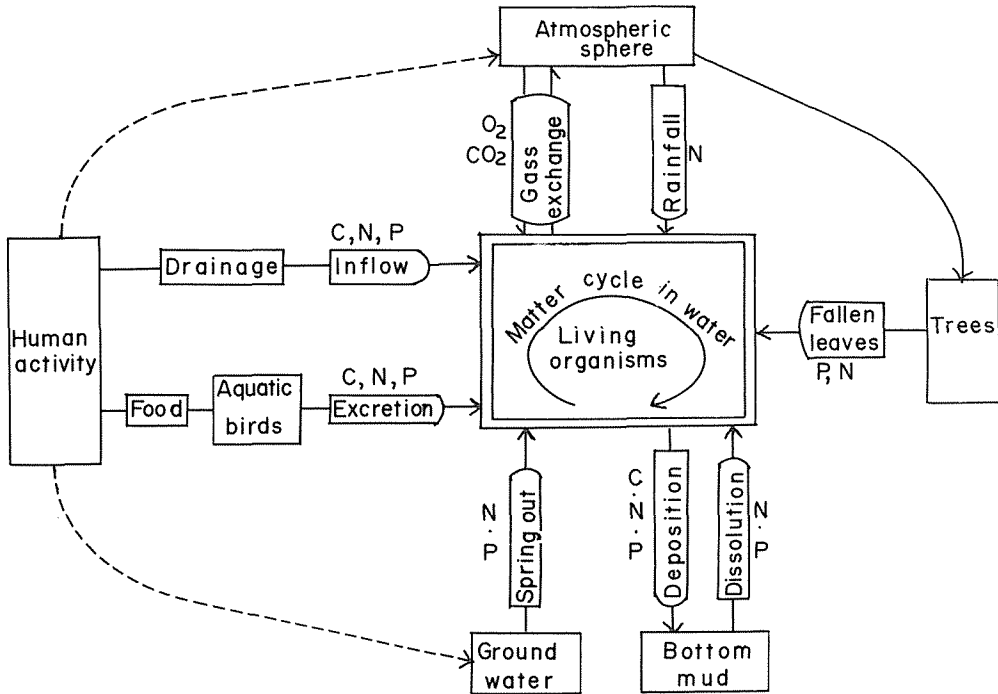 Atmospheric
sphere
O₂
CO₂
Gass
exchange
Rainfall
N
C, N, P
Drainage
Inflow
Human
activity
Matter cycle in water
Living
organisms
Fallen
leaves
P, N
Trees
C, N, P
Food
Aquatic
birds
Excretion
N · P
Spring out
C · N · P
Deposition
Dissolution
N · P
Ground
water
Bottom
mud